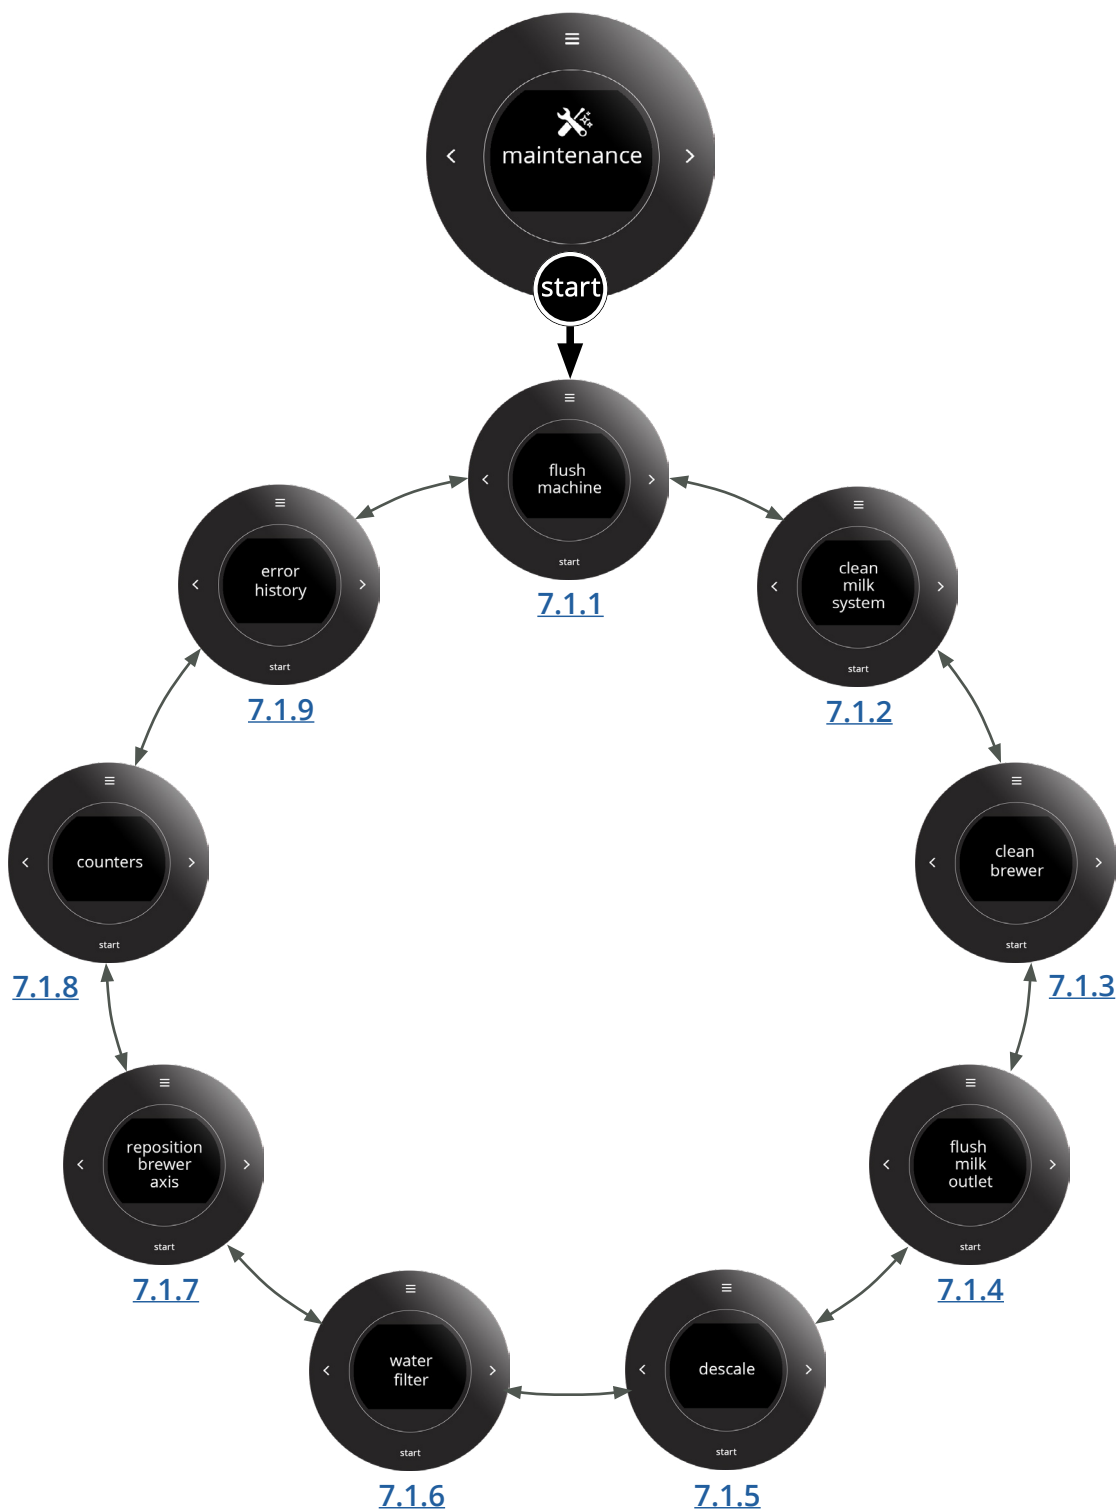 maintenance
start
flush
machine
start
7.1.1
clean
milk
system
start
7.1.2
clean
brewer
start
7.1.3
flush
milk
outlet
start
7.1.4
descale
start
7.1.5
water
filter
start
7.1.6
reposition
brewer
axis
start
7.1.7
counters
start
7.1.8
error
history
start
7.1.9